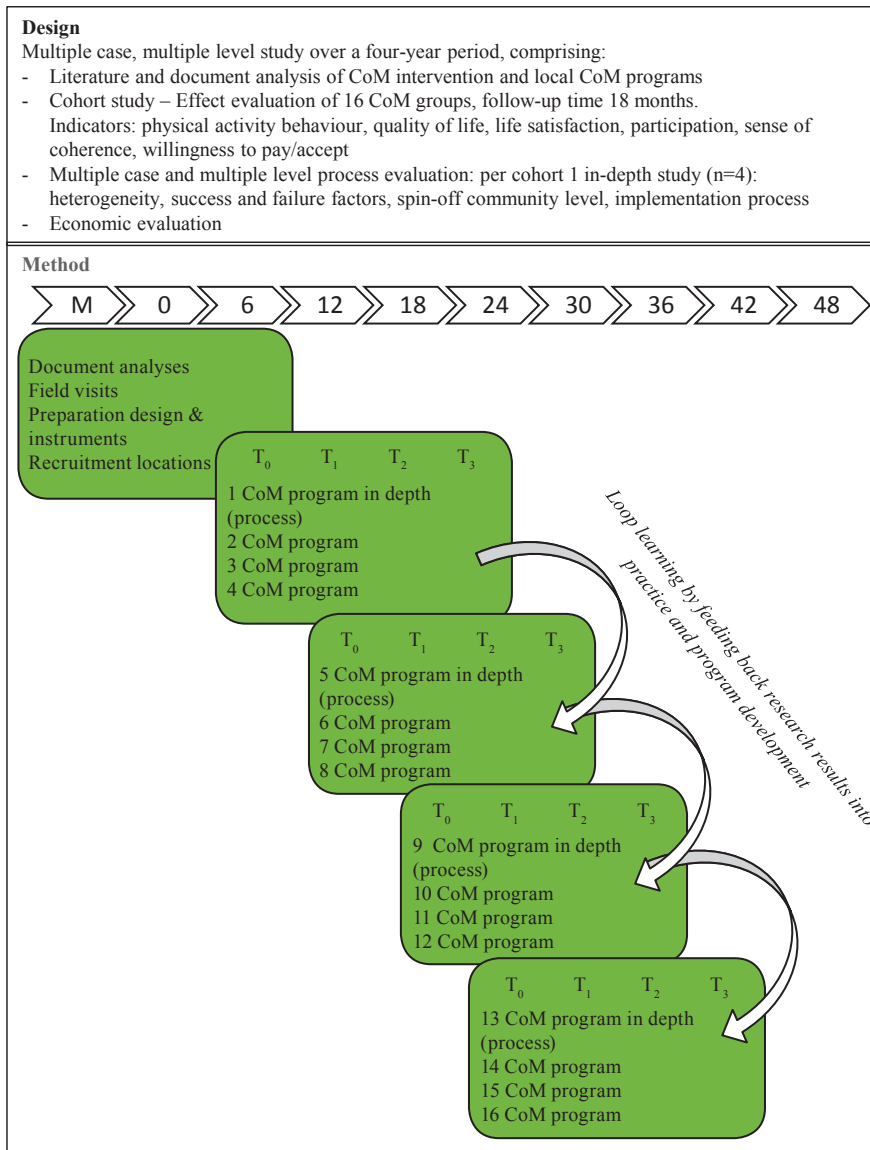 Design
Multiple case, multiple level study over a four-year period, comprising:
- Literature and document analysis of CoM intervention and local CoM programs
- Cohort study – Effect evaluation of 16 CoM groups, follow-up time 18 months.
Indicators: physical activity behaviour, quality of life, life satisfaction, participation, sense of
coherence, willingness to pay/accept
- Multiple case and multiple level process evaluation: per cohort 1 in-depth study (n=4):
heterogeneity, success and failure factors, spin-off community level, implementation process
- Economic evaluation
Method
M 0 6 12 18 24 30 36 42 48
Document analyses
Field visits
Preparation design &
instruments
Recruitment locations
T0 T1 T2 T3
1 CoM program in depth
(process)
2 CoM program
3 CoM program
4 CoM program
Loop learning by feeding back research results into
practice and program development
T0 T1 T2 T3
5 CoM program in depth
(process)
6 CoM program
7 CoM program
8 CoM program
T0 T1 T2 T3
9 CoM program in depth
(process)
10 CoM program
11 CoM program
12 CoM program
T0 T1 T2 T3
13 CoM program in depth
(process)
14 CoM program
15 CoM program
16 CoM program